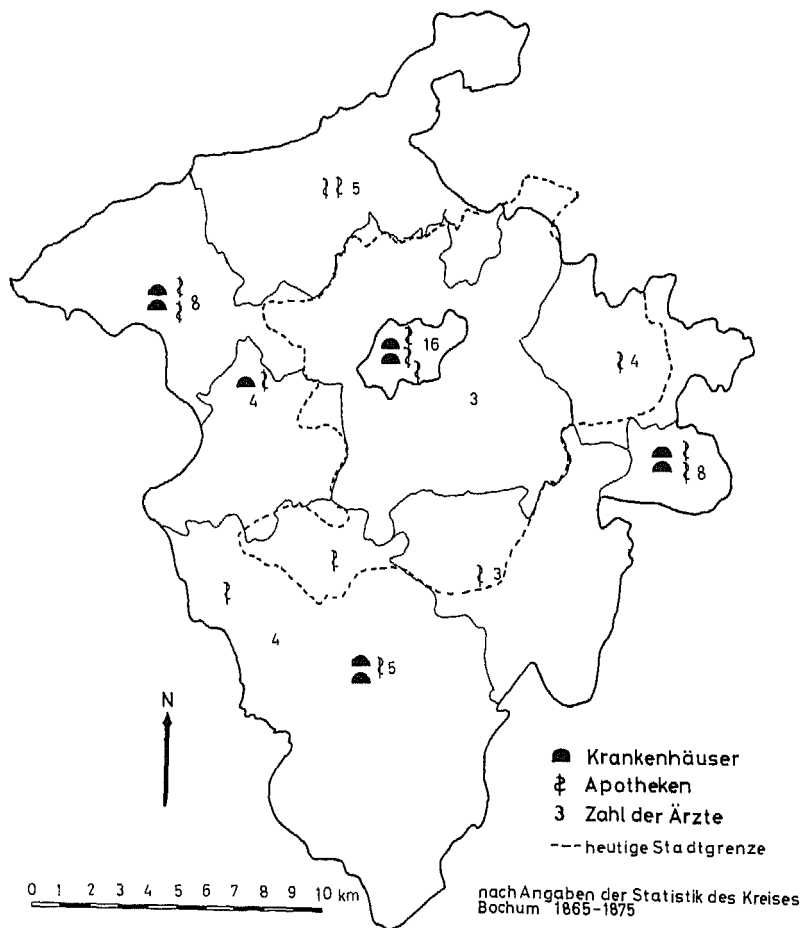 5
8
16
4
4
3
8
3
4
5
N
Krankenhäuser
Apotheken
3 Zahl der Ärzte
heutige Stadtgrenze
0 1 2 3 4 5 6 7 8 9 10 km
nach Angaben der Statistik des Kreises
Bochum 1865-1875